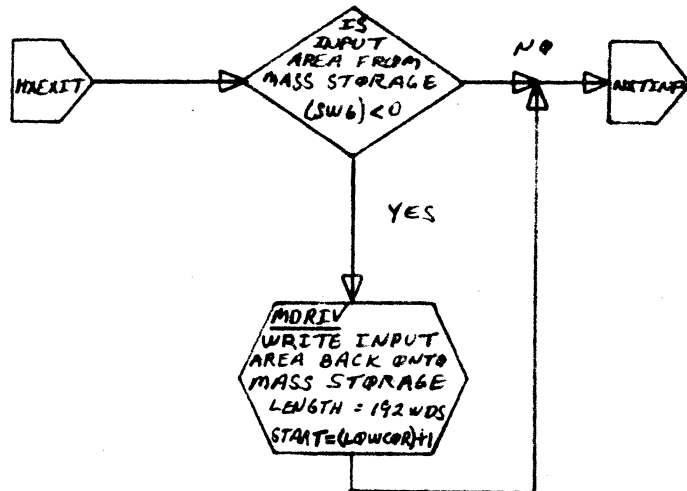 MXEXIT
IS
INPUT
AREA FROM
MASS STORAGE
(SW6) < 0
NO
NXTINP
YES
MDRIV
WRITE INPUT
AREA BACK ONTO
MASS STORAGE
LENGTH = 192 WDS
START=(LOWCOR)+1